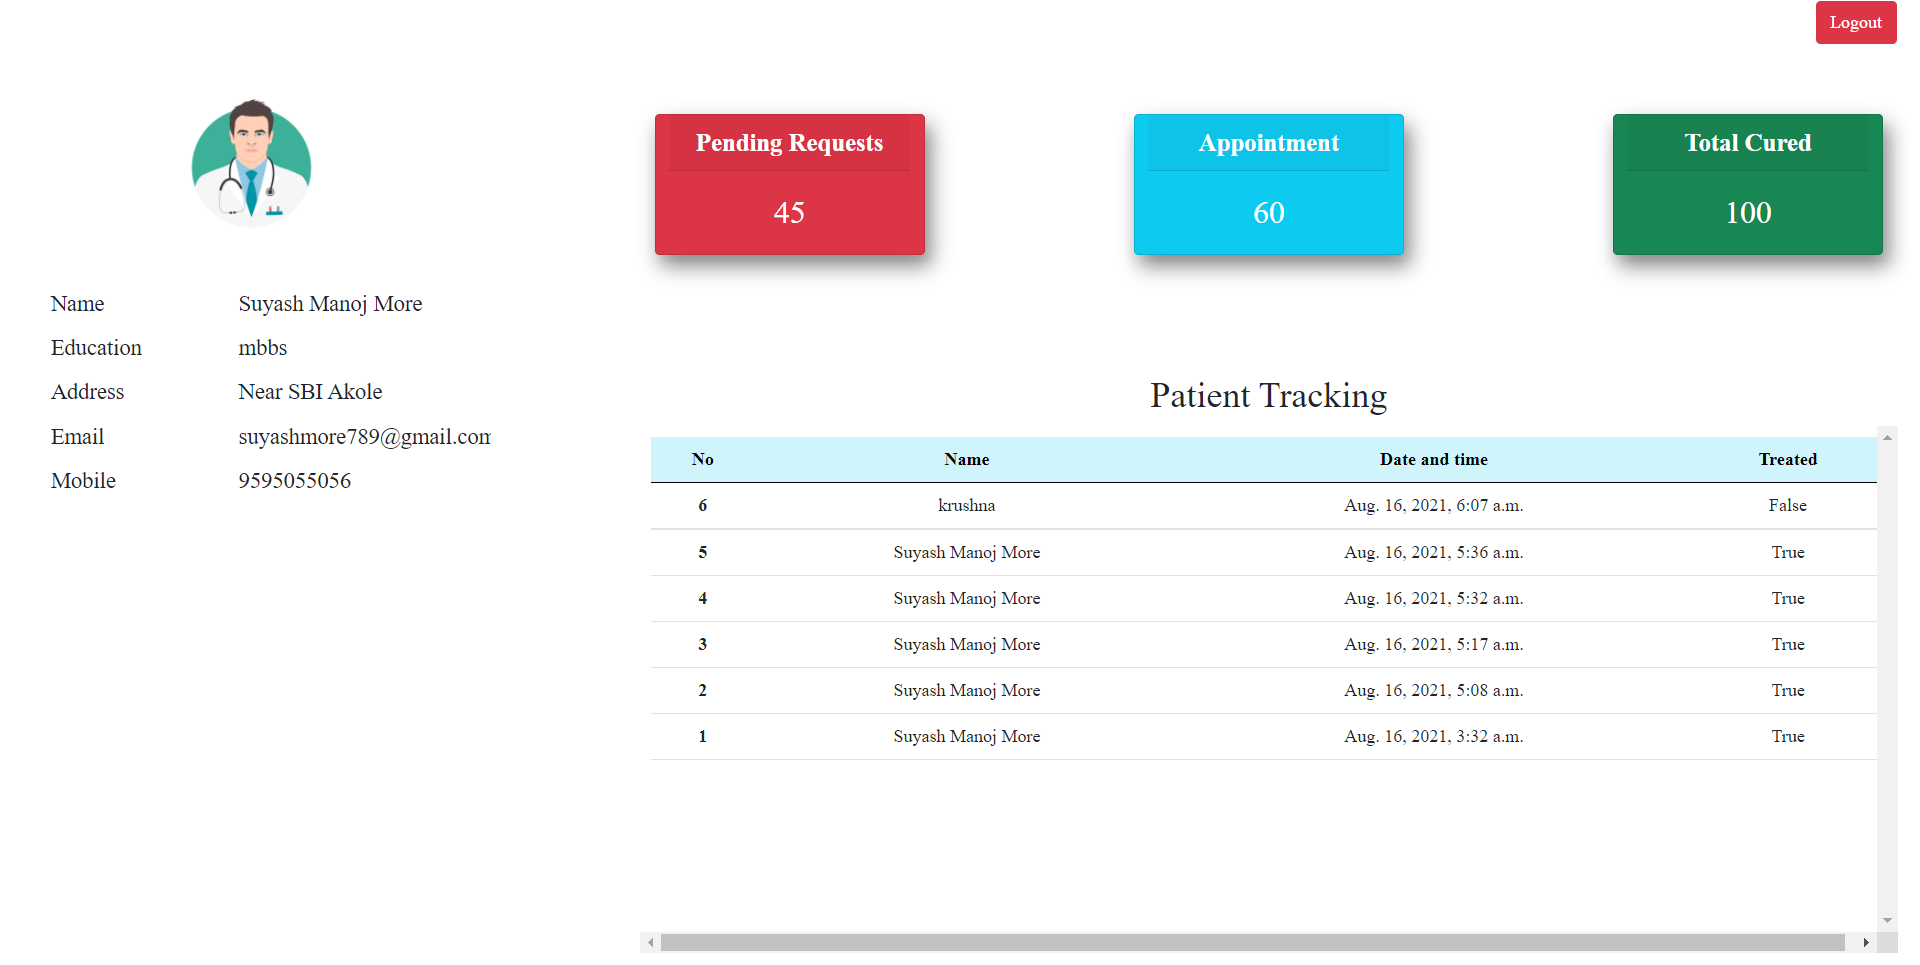 Logout
Pending Requests
45
Appointment
60
Total Cured
100
Name Suyash Manoj More
Education mbbs
Address Near SBI Akole
Email suyashmore789@gmail.com
Mobile 9595055056
Patient Tracking
No Name Date and time Treated
6 krushna Aug. 16, 2021, 6:07 a.m. False
5 Suyash Manoj More Aug. 16, 2021, 5:36 a.m. True
4 Suyash Manoj More Aug. 16, 2021, 5:32 a.m. True
3 Suyash Manoj More Aug. 16, 2021, 5:17 a.m. True
2 Suyash Manoj More Aug. 16, 2021, 5:08 a.m. True
1 Suyash Manoj More Aug. 16, 2021, 3:32 a.m. True